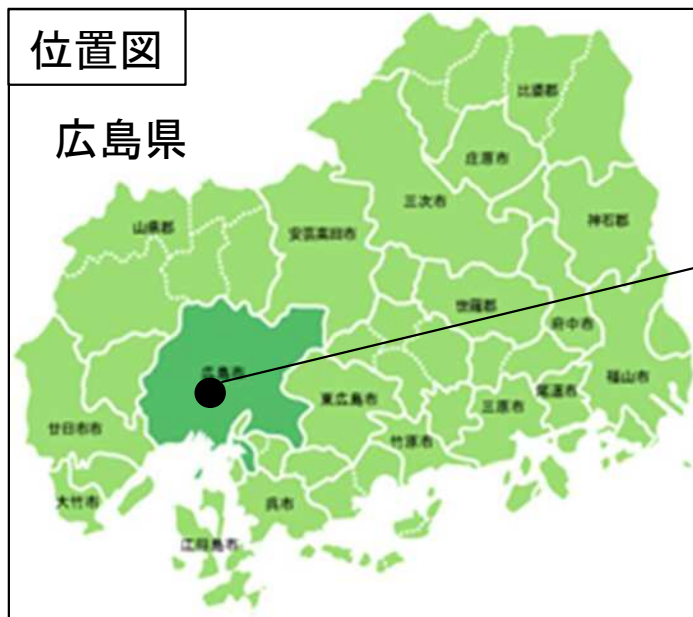 位置図
広島県
比婆郡
庄原市
三次市
山県郡
安芸高田市
神石郡
世羅郡
府中市
広島市
福山市
東広島市
三原市
尾道市
廿日市市
竹原市
大竹市
呉市
江田島市